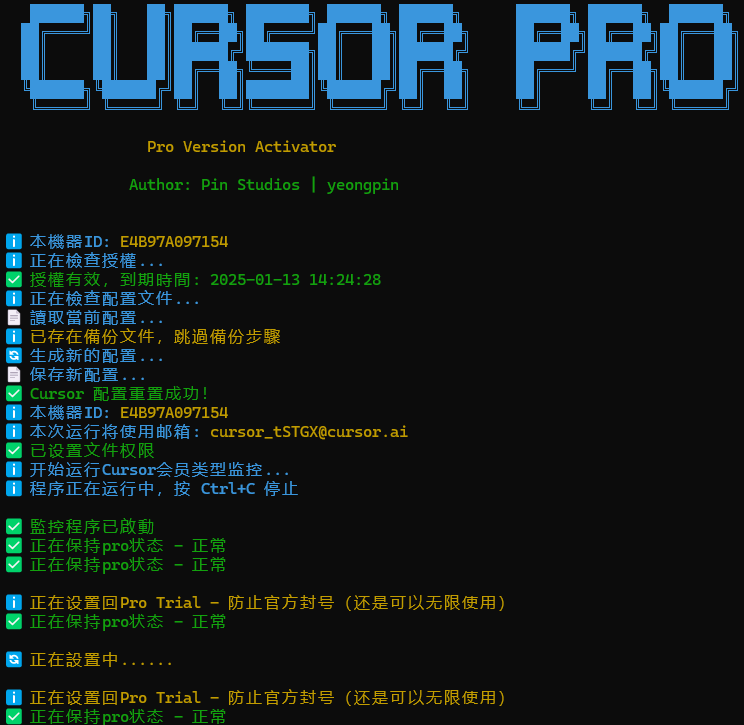 CURSOR PRO
Pro Version Activator
Author: Pin Studios | yeongpin
本機器ID: E4B97A097154
正在檢查授權...
授權有效, 到期時間: 2025-01-13 14:24:28
正在檢查配置文件...
讀取當前配置...
已存在備份文件, 跳過備份步驟
生成新的配置...
保存新配置...
Cursor 配置重置成功!
本機器ID: E4B97A097154
本次运行将使用邮箱: cursor_tSTGX@cursor.ai
已设置文件权限
开始运行Cursor会员类型监控...
程序正在运行中, 按 Ctrl+C 停止
監控程序已啟動
正在保持pro状态 - 正常
正在保持pro状态 - 正常
正在设置回Pro Trial - 防止官方封号 (还是可以无限使用)
正在保持pro状态 - 正常
正在設置中......
正在设置回Pro Trial - 防止官方封号 (还是可以无限使用)
正在保持pro状态 - 正常